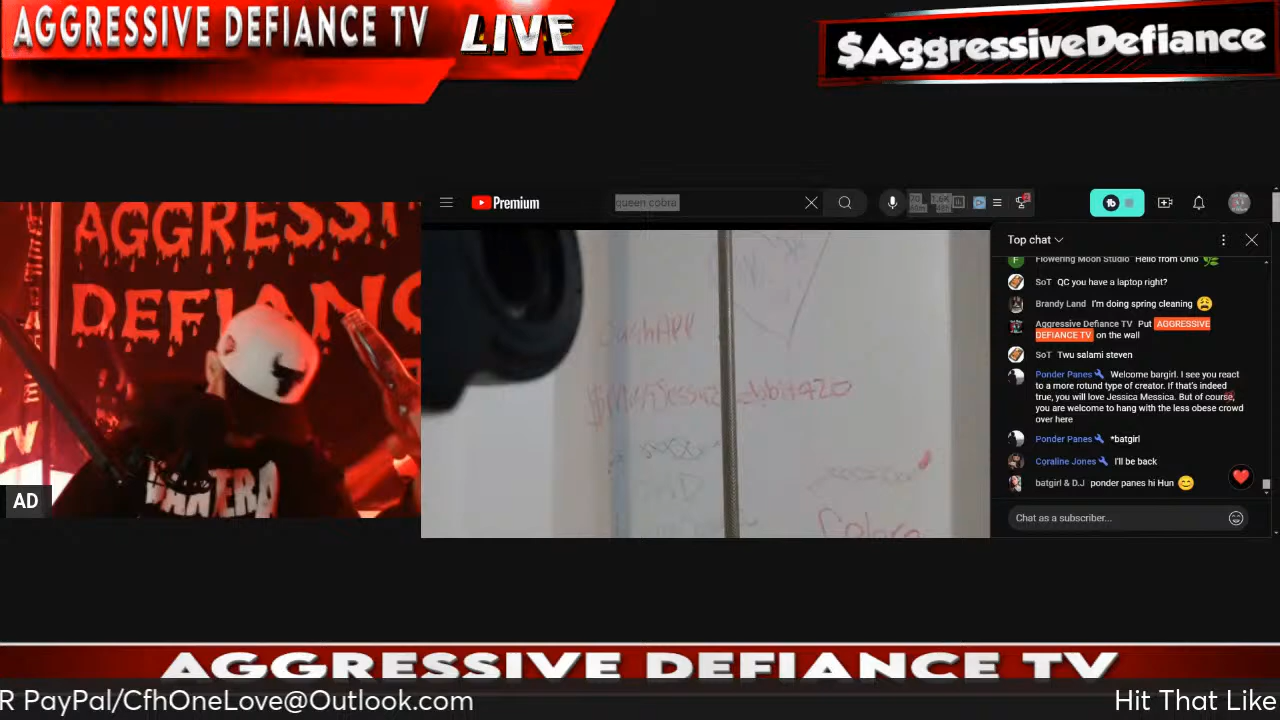 AGGRESSIVE DEFIANCE TV LIVE
$AggressiveDefiance
Premium
queen cobra
AGGRESSI
DEFIANC
TV
PANTERA
AD
CashAPP
Colora
Top chat
Flowering Moon Studio Hello from Ohio
SoT QC you have a laptop right?
Brandy Land I'm doing spring cleaning
Aggressive Defiance TV Put AGGRESSIVE
DEFIANCE TV on the wall
SoT Twu salami steven
Ponder Panes Welcome bargirl. I see you react
to a more rotund type of creator. If that's indeed
true, you will love Jessica Messica. But of course,
you are welcome to hang with the less obese crowd
over here
Ponder Panes *batgirl
Coraline Jones I'll be back
batgirl & D.J ponder panes hi Hun
Chat as a subscriber...
AGGRESSIVE DEFIANCE TV
R PayPal/CfhOneLove@Outlook.com
Hit That Like